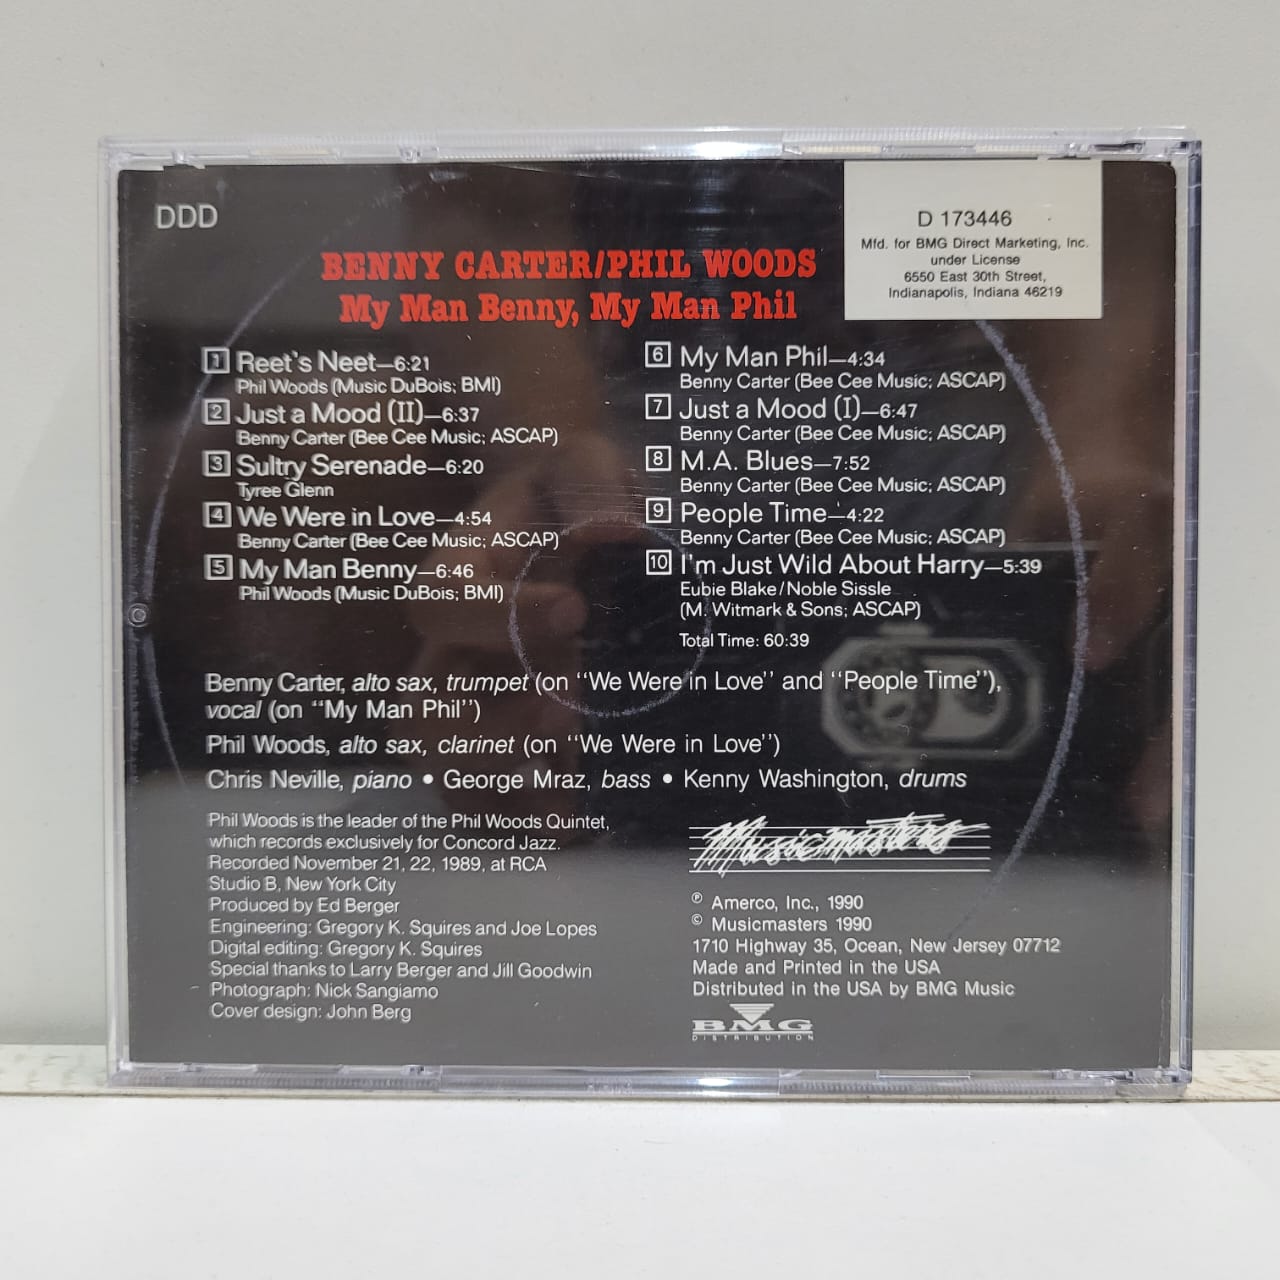 DDD
D 173446
Mfd. for BMG Direct Marketing, Inc.
under License
6550 East 30th Street,
Indianapolis, Indiana 46219
BENNY CARTER/PHIL WOODS
My Man Benny, My Man Phil
1 Reet's Neet—6:21
Phil Woods (Music DuBois; BMI)
2 Just a Mood (II)—6:37
Benny Carter (Bee Cee Music; ASCAP)
3 Sultry Serenade—6:20
Tyree Glenn
4 We Were in Love—4:54
Benny Carter (Bee Cee Music; ASCAP)
5 My Man Benny—6:46
Phil Woods (Music DuBois; BMI)
6 My Man Phil—4:34
Benny Carter (Bee Cee Music; ASCAP)
7 Just a Mood (I)—6:47
Benny Carter (Bee Cee Music; ASCAP)
8 M.A. Blues—7:52
Benny Carter (Bee Cee Music; ASCAP)
9 People Time—4:22
Benny Carter (Bee Cee Music; ASCAP)
10 I'm Just Wild About Harry—5:39
Eubie Blake/Noble Sissle
(M. Witmark & Sons; ASCAP)
Total Time: 60:39
Benny Carter, alto sax, trumpet (on "We Were in Love" and "People Time"),
vocal (on "My Man Phil")
Phil Woods, alto sax, clarinet (on "We Were in Love")
Chris Neville, piano • George Mraz, bass • Kenny Washington, drums
Phil Woods is the leader of the Phil Woods Quintet,
which records exclusively for Concord Jazz.
Recorded November 21, 22, 1989, at RCA
Studio B, New York City
Produced by Ed Berger
Engineering: Gregory K. Squires and Joe Lopes
Digital editing: Gregory K. Squires
Special thanks to Larry Berger and Jill Goodwin
Photograph: Nick Sangiamo
Cover design: John Berg
Musicmasters
℗ Amerco, Inc., 1990
© Musicmasters 1990
1710 Highway 35, Ocean, New Jersey 07712
Made and Printed in the USA
Distributed in the USA by BMG Music
BMG
DISTRIBUTION